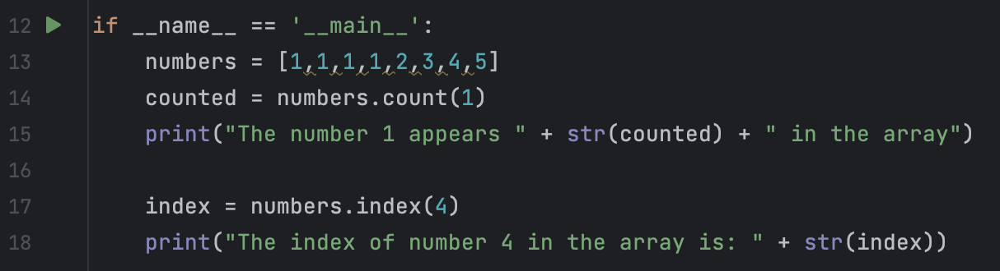 12 if __name__ == '__main__':
13     numbers = [1,1,1,1,2,3,4,5]
14     counted = numbers.count(1)
15     print("The number 1 appears " + str(counted) + " in the array")
16
17     index = numbers.index(4)
18     print("The index of number 4 in the array is: " + str(index))